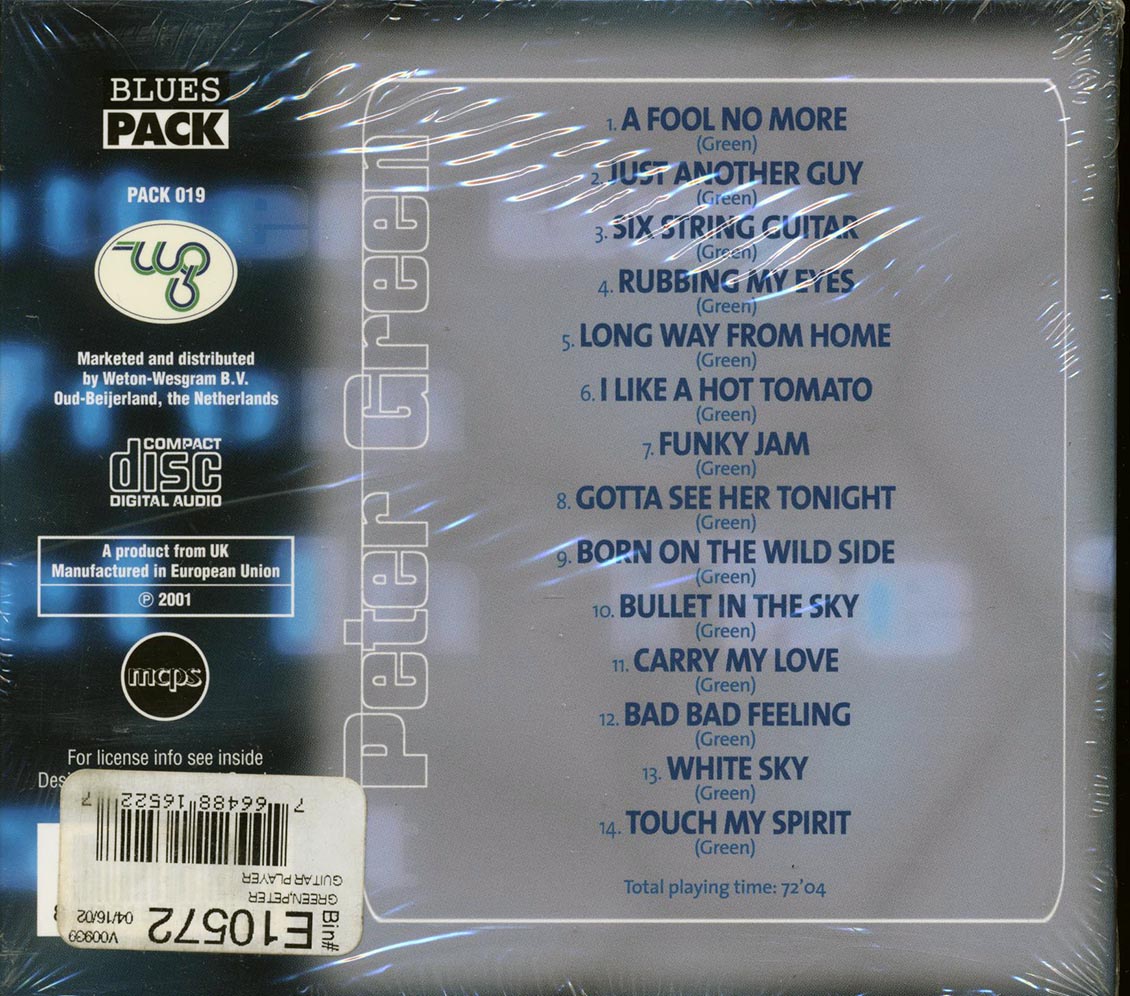 BLUES
PACK
PACK 019
Marketed and distributed
by Weton-Wesgram B.V.
Oud-Beijerland, the Netherlands
COMPACT
disc
DIGITAL AUDIO
A product from UK
Manufactured in European Union
℗ 2001
mcps
For license info see inside
Peter Green
1. A FOOL NO MORE
(Green)
2. JUST ANOTHER GUY
(Green)
3. SIX STRING GUITAR
(Green)
4. RUBBING MY EYES
(Green)
5. LONG WAY FROM HOME
(Green)
6. I LIKE A HOT TOMATO
(Green)
7. FUNKY JAM
(Green)
8. GOTTA SEE HER TONIGHT
(Green)
9. BORN ON THE WILD SIDE
(Green)
10. BULLET IN THE SKY
(Green)
11. CARRY MY LOVE
(Green)
12. BAD BAD FEELING
(Green)
13. WHITE SKY
(Green)
14. TOUCH MY SPIRIT
(Green)
Total playing time: 72'04
Bin# E10572
V00939 04/16/02
GREEN,PETER
GUITAR PLAYER
7 66488 16522 7